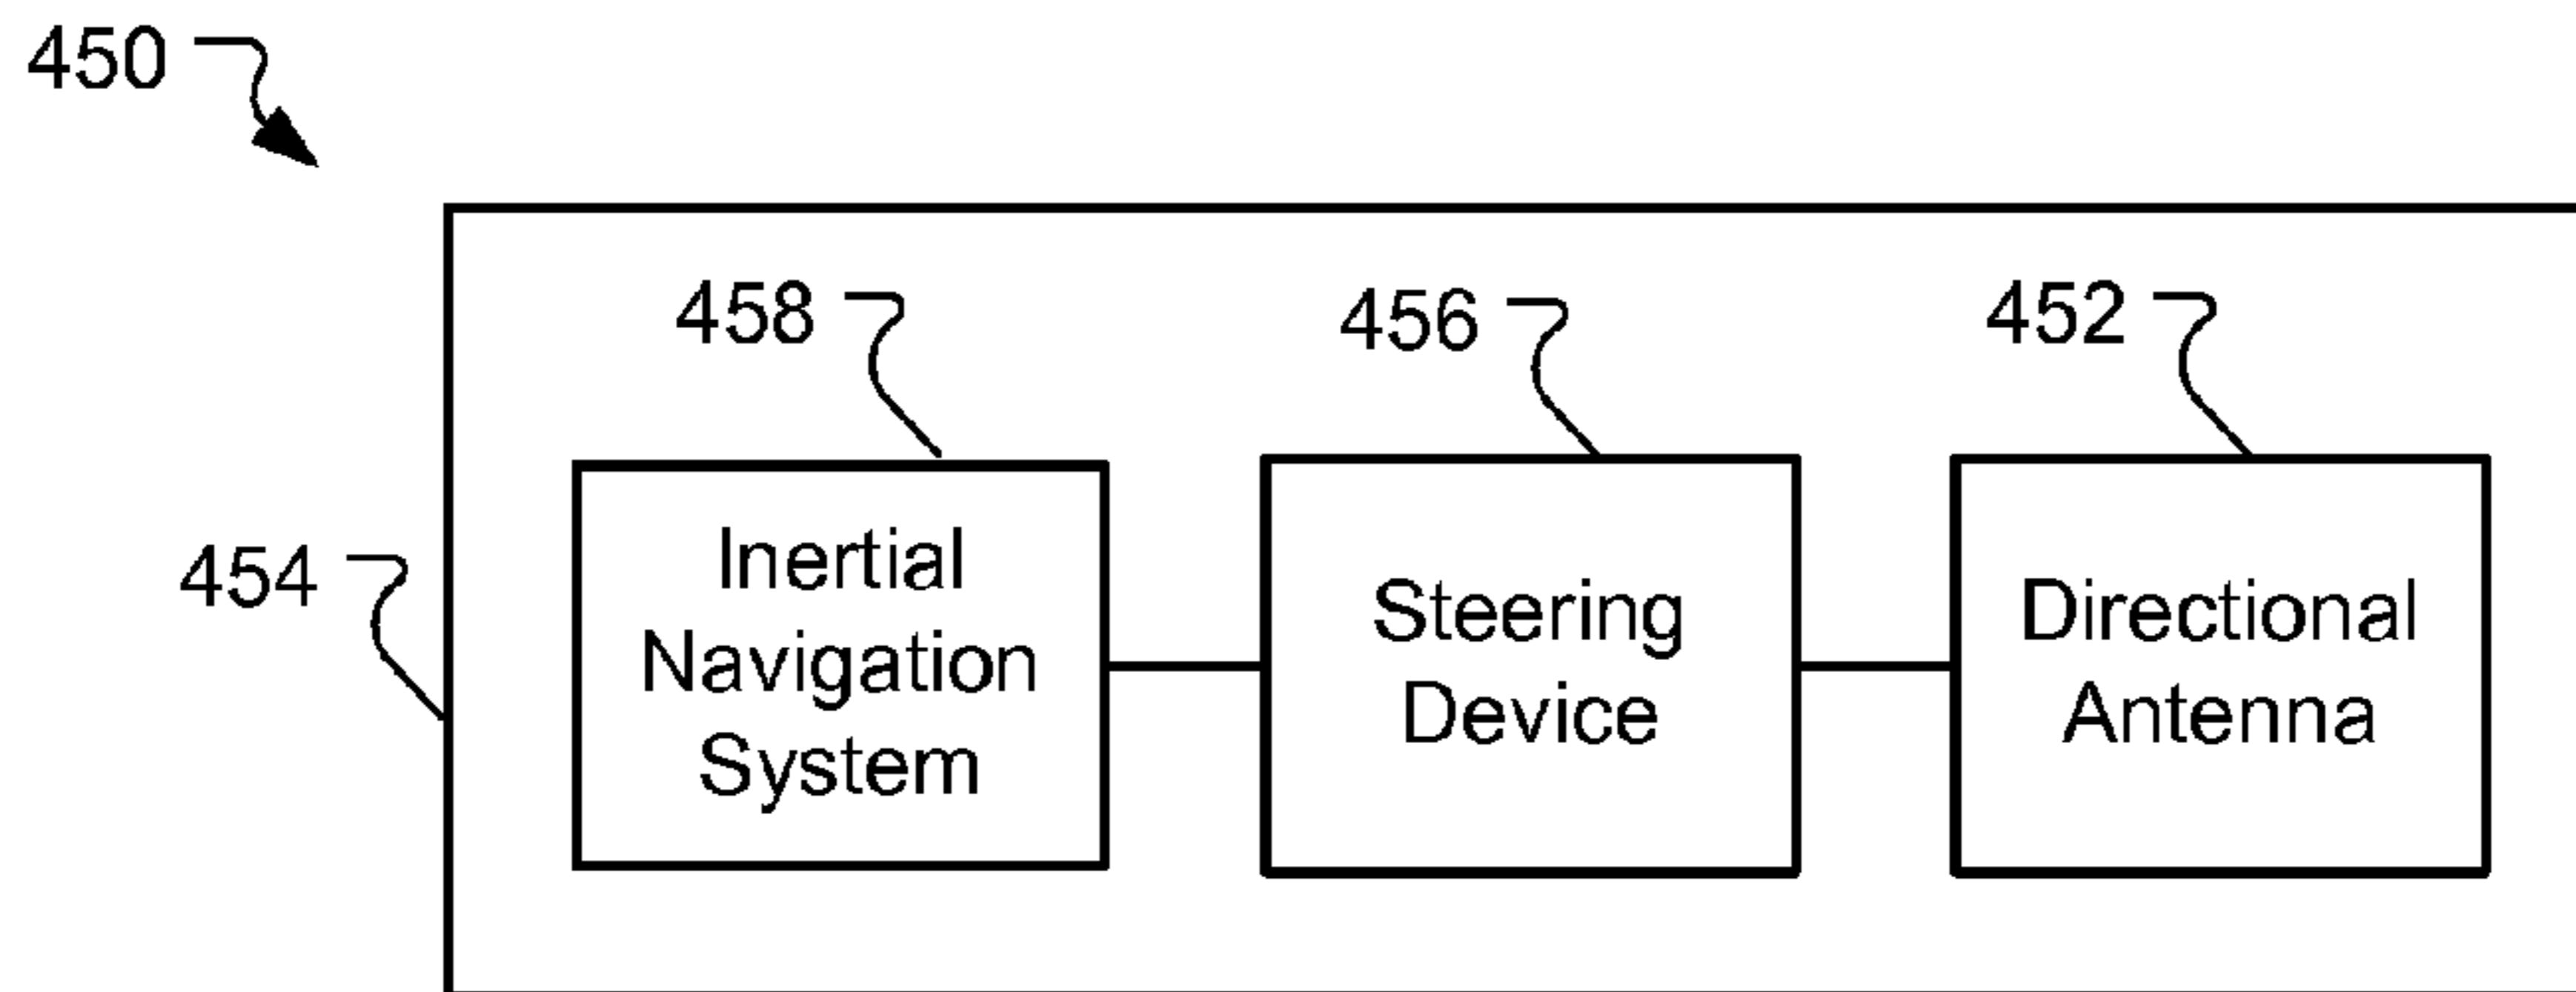 450
458
456
452
454
Inertial
Navigation
System
Steering
Device
Directional
Antenna